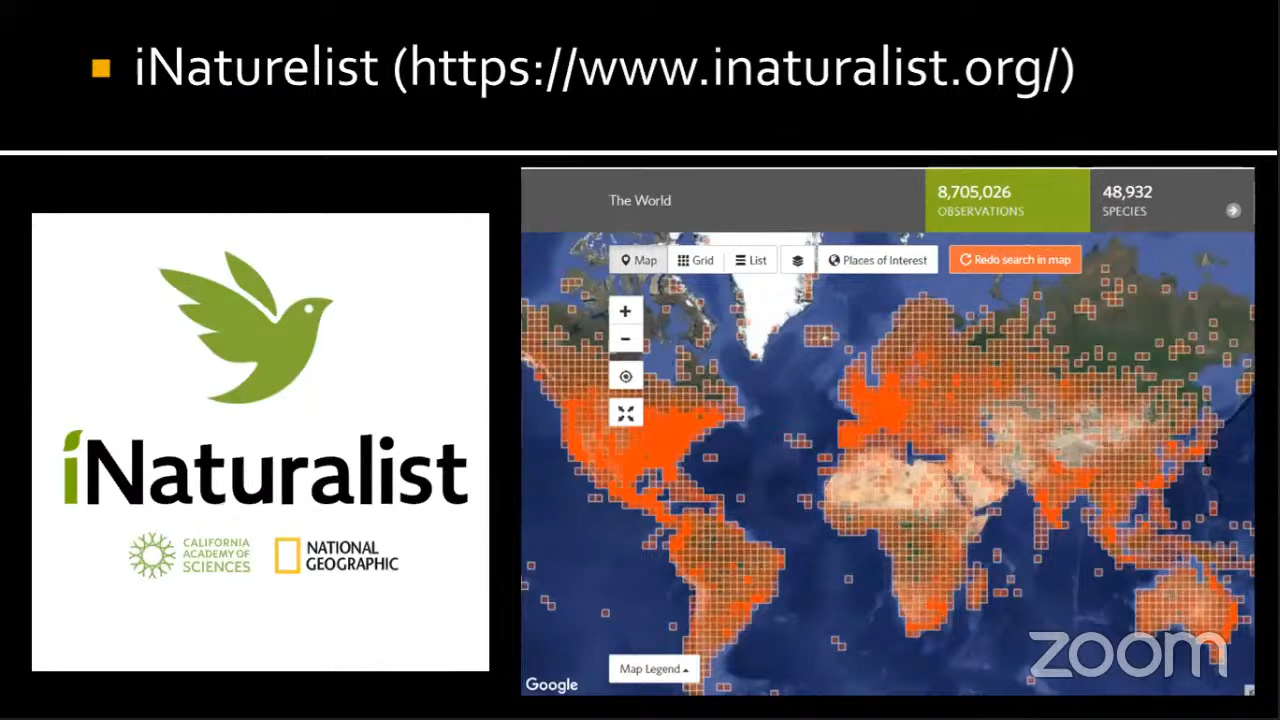 iNaturelist (https://www.inaturalist.org/)
iNaturalist
CALIFORNIA
ACADEMY OF
SCIENCES
NATIONAL
GEOGRAPHIC
The World
8,705,026
OBSERVATIONS
48,932
SPECIES
Map
Grid
List
Places of Interest
Redo search in map
+
−
Map Legend
Google
zoom